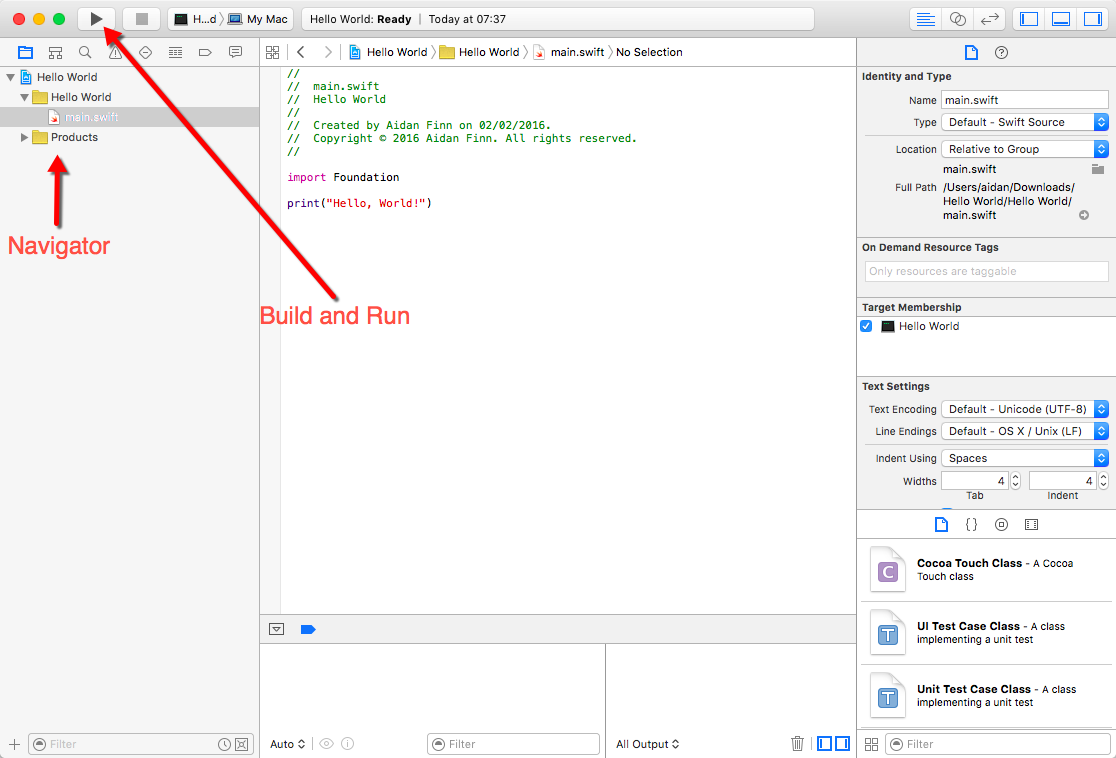 H...d
My Mac
Hello World: Ready | Today at 07:37
Hello World
Hello World
main.swift
Products
Navigator
Filter
Hello World
Hello World
main.swift
No Selection
//
//  main.swift
//  Hello World
//
//  Created by Aidan Finn on 02/02/2016.
//  Copyright © 2016 Aidan Finn. All rights reserved.
//
import Foundation
print("Hello, World!")
Build and Run
Auto
Filter
All Output
Identity and Type
Name main.swift
Type Default - Swift Source
Location Relative to Group
main.swift
Full Path /Users/aidan/Downloads/
Hello World/Hello World/
main.swift
On Demand Resource Tags
Only resources are taggable
Target Membership
Hello World
Text Settings
Text Encoding Default - Unicode (UTF-8)
Line Endings Default - OS X / Unix (LF)
Indent Using Spaces
Widths 4 4
Tab Indent
{}
C
Cocoa Touch Class - A Cocoa
Touch class
T
UI Test Case Class - A class
implementing a unit test
T
Unit Test Case Class - A class
implementing a unit test
Filter